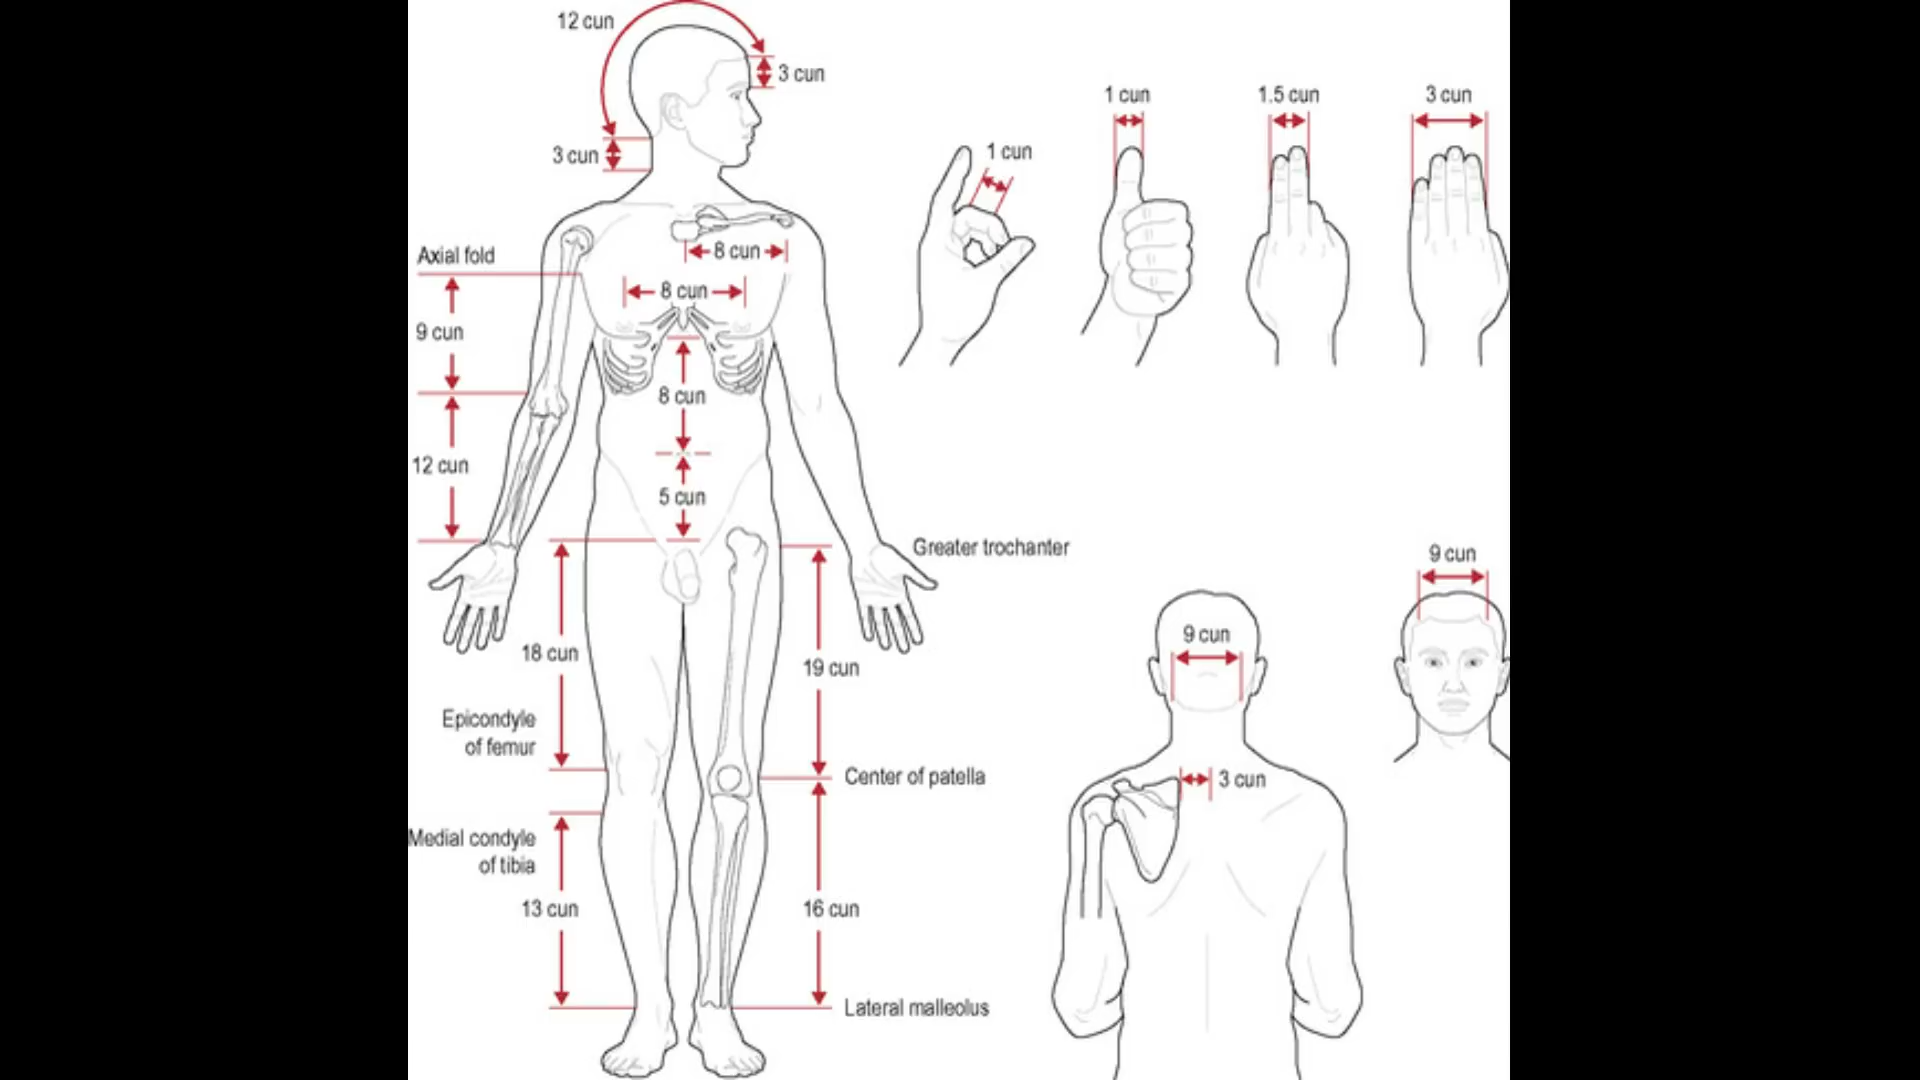 12 cun
3 cun
3 cun
1 cun
1.5 cun
3 cun
1 cun
Axial fold
8 cun
8 cun
9 cun
8 cun
12 cun
5 cun
Greater trochanter
9 cun
18 cun
19 cun
9 cun
Epicondyle
of femur
Center of patella
3 cun
Medial condyle
of tibia
13 cun
16 cun
Lateral malleolus